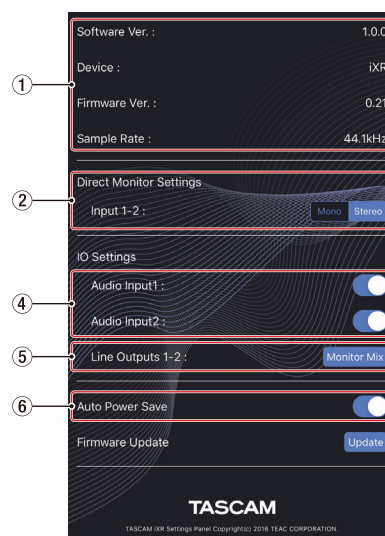 Software Ver. : 1.0.0
① Device : iXR
Firmware Ver. : 0.21
Sample Rate : 44.1kHz
Direct Monitor Settings
② Input 1-2 : Mono Stereo
IO Settings
④ Audio Input1 :
Audio Input2 :
⑤ Line Outputs 1-2 : Monitor Mix
⑥ Auto Power Save
Firmware Update Update
TASCAM
TASCAM iXR Settings Panel Copyright(c) 2016 TEAC CORPORATION.